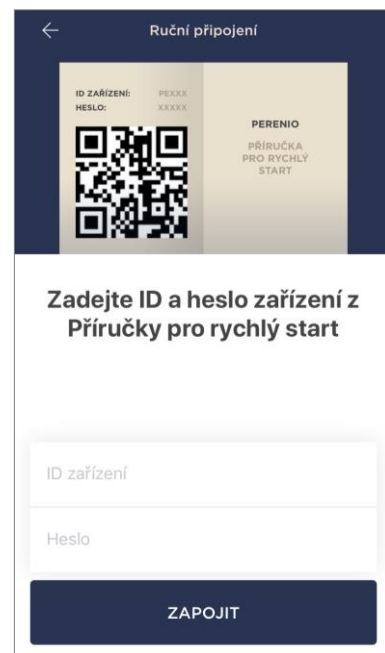 Ruční připojení
ID ZAŘÍZENÍ: PEXXX
HESLO: XXXXX
PERENIO
PŘÍRUČKA
PRO RYCHLÝ
START
Zadejte ID a heslo zařízení z
Příručky pro rychlý start
ID zařízení
Heslo
ZAPOJIT